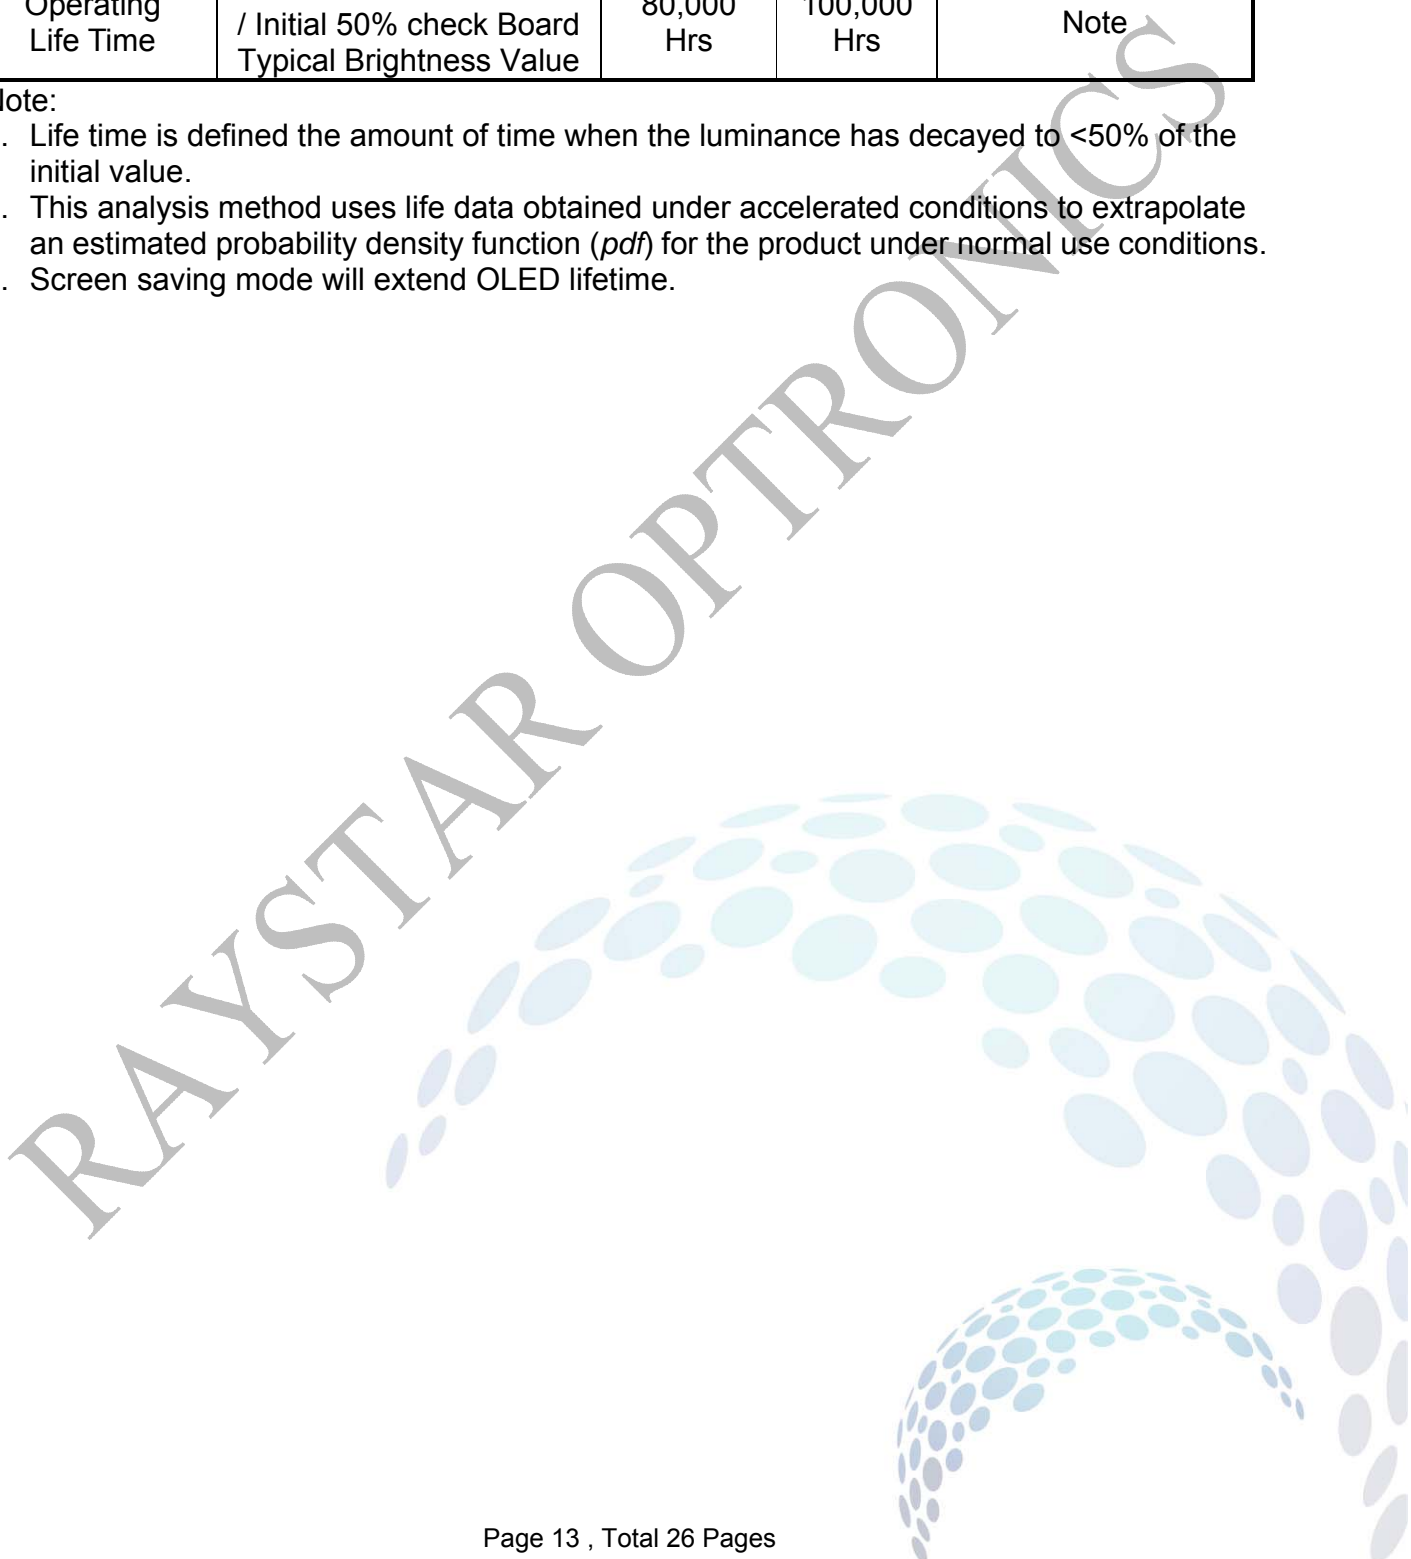 Operating
Life Time
/ Initial 50% check Board
Typical Brightness Value
80,000
Hrs
100,000
Hrs
Note
Note:
. Life time is defined the amount of time when the luminance has decayed to <50% of the
initial value.
. This analysis method uses life data obtained under accelerated conditions to extrapolate
an estimated probability density function (pdf) for the product under normal use conditions.
. Screen saving mode will extend OLED lifetime.
RAYSTAR OPTRONICS
Page 13 , Total 26 Pages